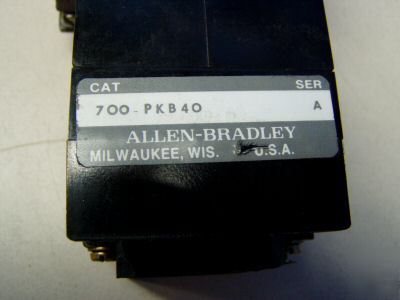 CAT SER
700-PKB40 A
ALLEN-BRADLEY
MILWAUKEE, WIS. U.S.A.